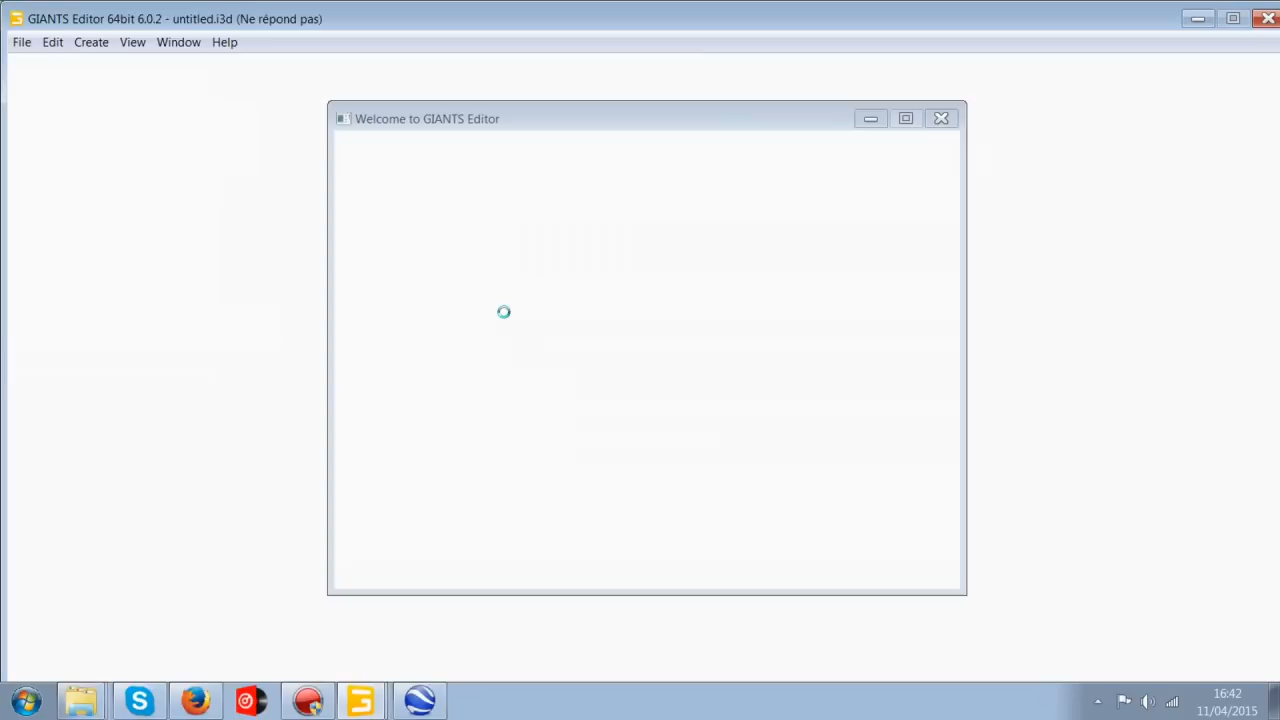 GIANTS Editor 64bit 6.0.2 - untitled.i3d (Ne répond pas)
File Edit Create View Window Help
Welcome to GIANTS Editor
16:42
11/04/2015